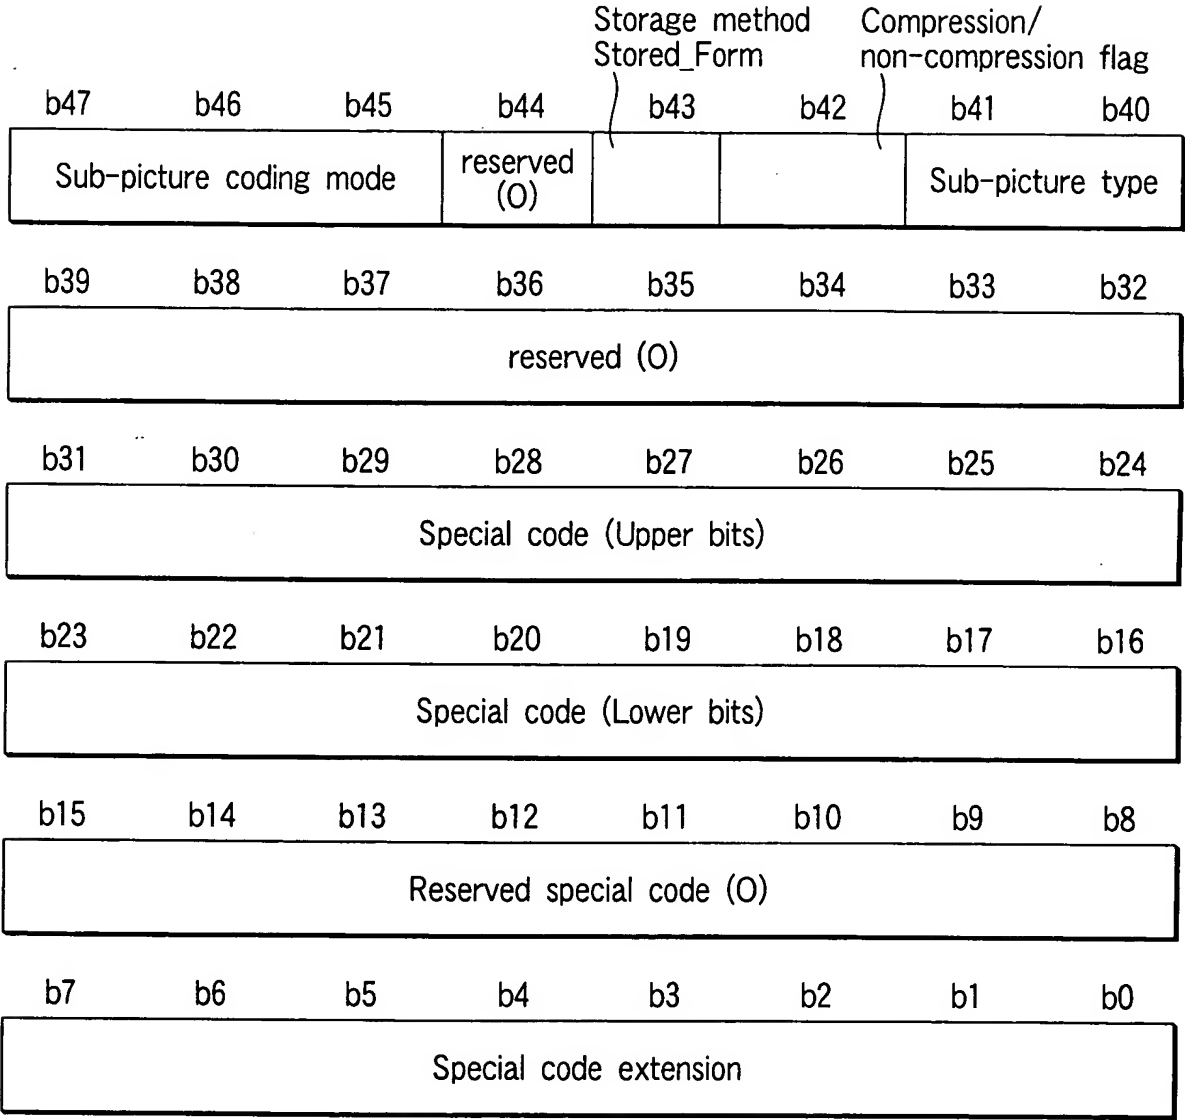 Storage method Compression/
Stored_Form non-compression flag
b47 b46 b45 b44 b43 b42 b41 b40
Sub-picture coding mode reserved (0) Sub-picture type
b39 b38 b37 b36 b35 b34 b33 b32
reserved (0)
b31 b30 b29 b28 b27 b26 b25 b24
Special code (Upper bits)
b23 b22 b21 b20 b19 b18 b17 b16
Special code (Lower bits)
b15 b14 b13 b12 b11 b10 b9 b8
Reserved special code (0)
b7 b6 b5 b4 b3 b2 b1 b0
Special code extension